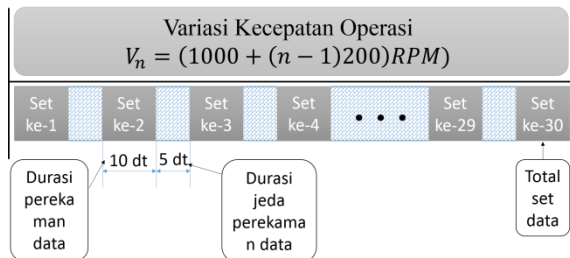 Variasi Kecepatan Operasi
V_n = (1000 + (n − 1)200)RPM)
Set
ke-1
Set
ke-2
Set
ke-3
Set
ke-4
• • •
Set
ke-29
Set
ke-30
10 dt
5 dt
Durasi
pereka
man
data
Durasi
jeda
perekama
n data
Total
set
data